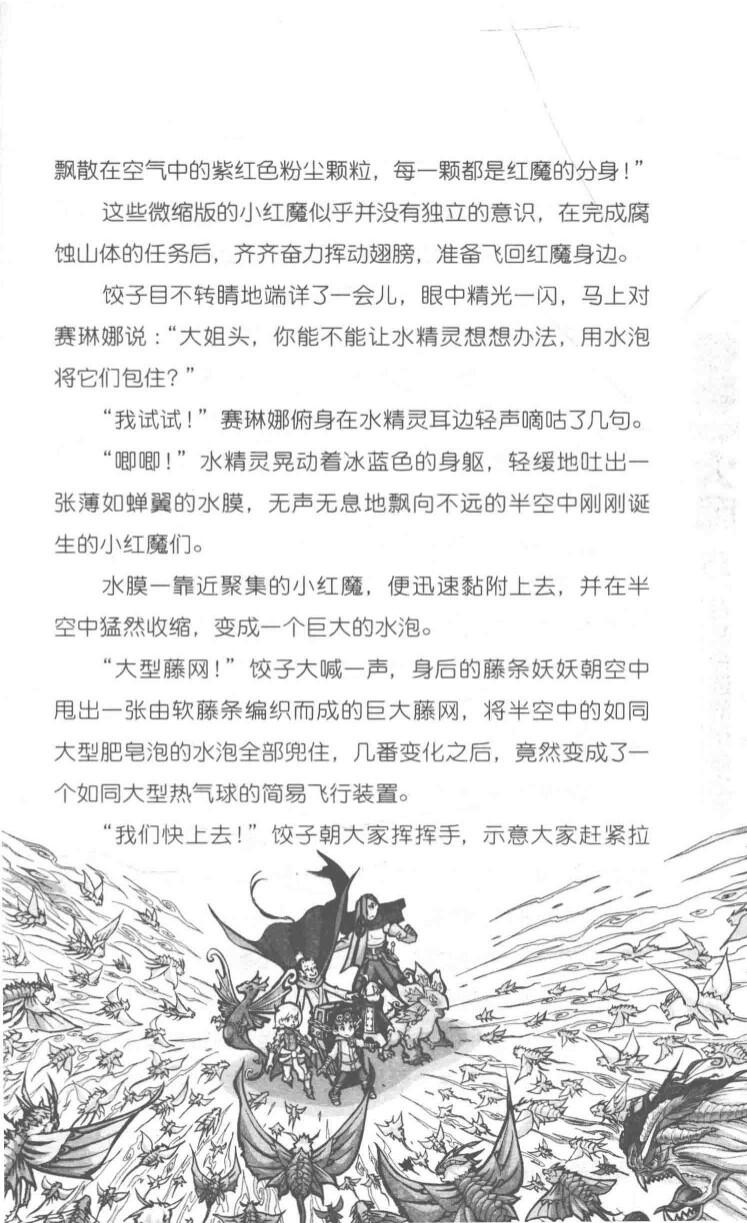 飘散在空气中的紫红色粉尘颗粒，每一颗都是红魔的分身！”
这些微缩版的小红魔似乎并没有独立的意识，在完成腐
蚀山体的任务后，齐齐奋力挥动翅膀，准备飞回红魔身边。
饺子目不转睛地端详了一会儿，眼中精光一闪，马上对
赛琳娜说：“大姐头，你能不能让水精灵想想办法，用水泡
将它们包住？”
“我试试！”赛琳娜俯身在水精灵耳边轻声嘀咕了几句。
“唧唧！”水精灵晃动着冰蓝色的身躯，轻缓地吐出一
张薄如蝉翼的水膜，无声无息地飘向不远的半空中刚刚诞
生的小红魔们。
水膜一靠近聚集的小红魔，便迅速黏附上去，并在半
空中猛然收缩，变成一个巨大的水泡。
“大型藤网！”饺子大喊一声，身后的藤条妖妖朝空中
甩出一张由软藤条编织而成的巨大藤网，将半空中的如同
大型肥皂泡的水泡全部兜住，几番变化之后，竟然变成了一
个如同大型热气球的简易飞行装置。
“我们快上去！”饺子朝大家挥挥手，示意大家赶紧拉